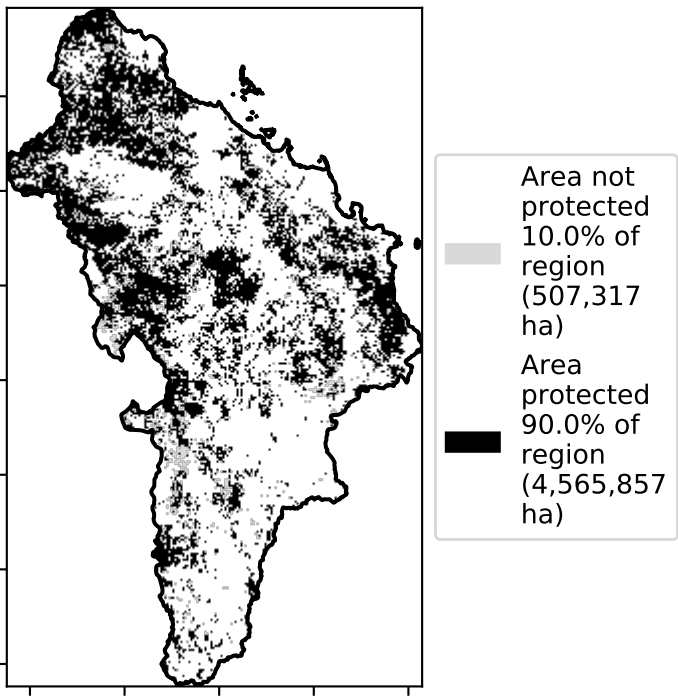 Area not
protected
10.0% of
region
(507,317
ha)
Area
protected
90.0% of
region
(4,565,857
ha)